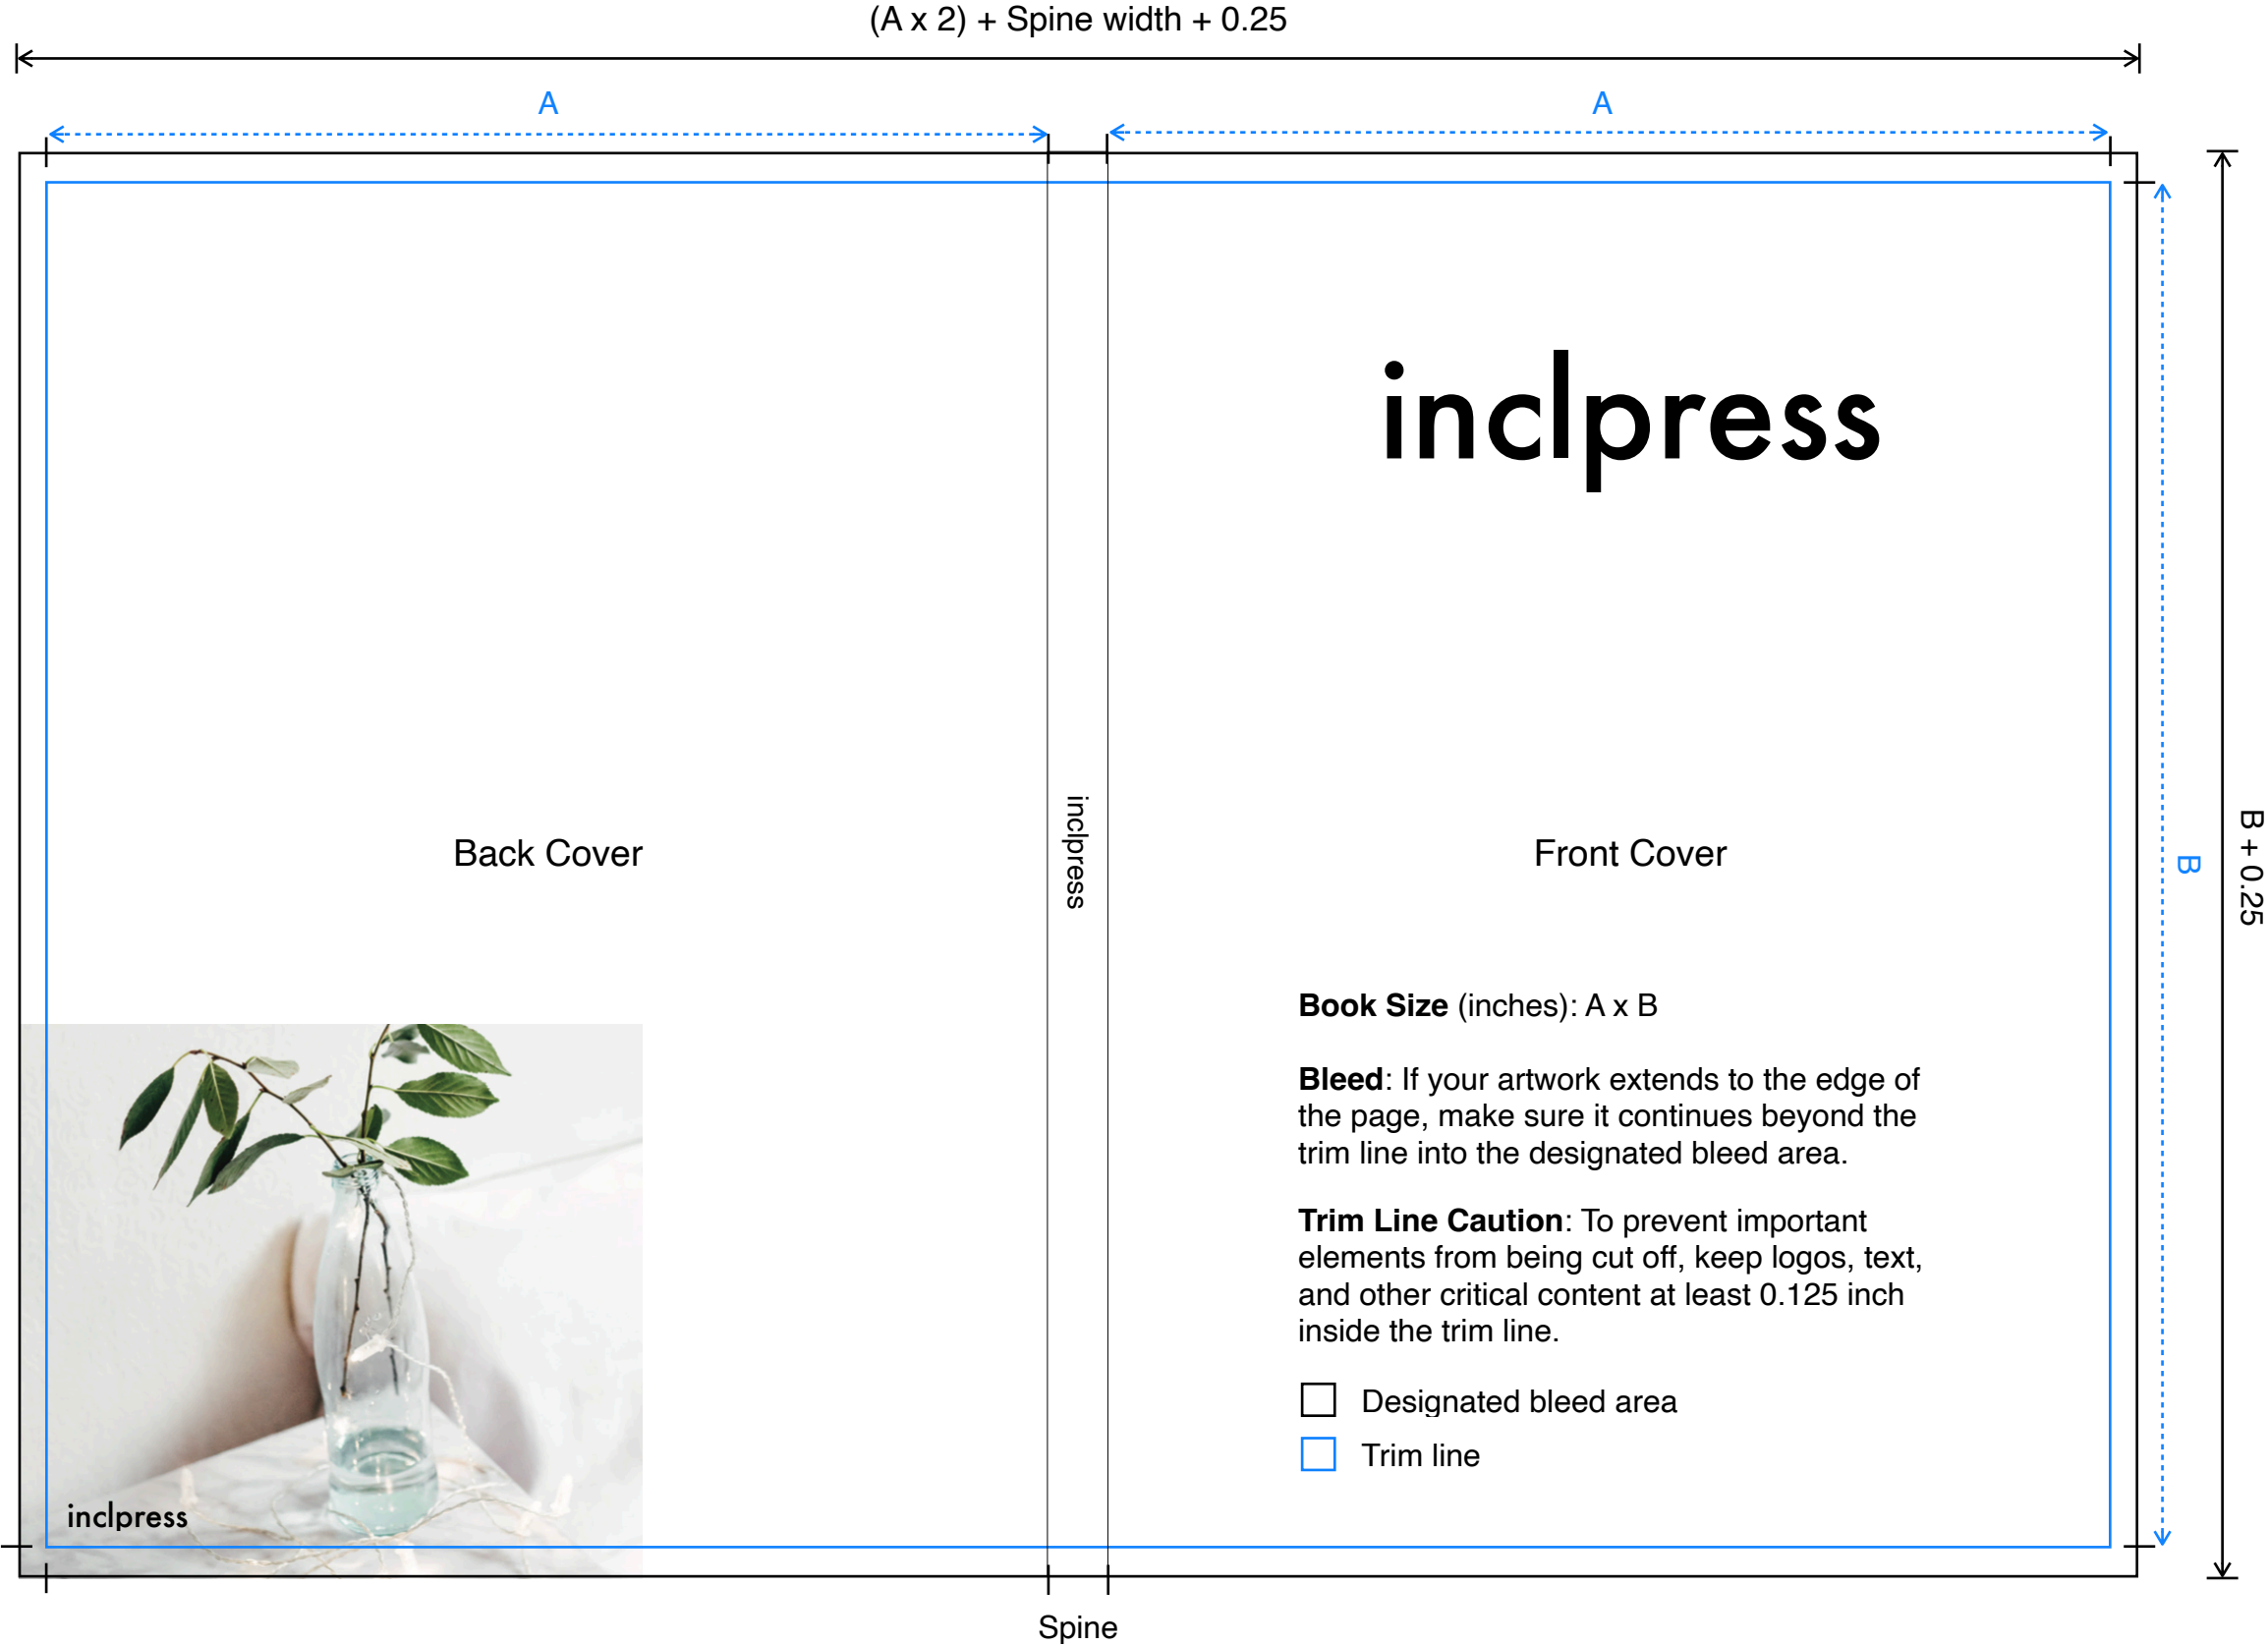 (A x 2) + Spine width + 0.25
A
A
inclpress
inclpress
Back Cover
Front Cover
B
B + 0.25
Book Size (inches): A x B
Bleed: If your artwork extends to the edge of
the page, make sure it continues beyond the
trim line into the designated bleed area.
Trim Line Caution: To prevent important
elements from being cut off, keep logos, text,
and other critical content at least 0.125 inch
inside the trim line.
Designated bleed area
Trim line
inclpress
Spine